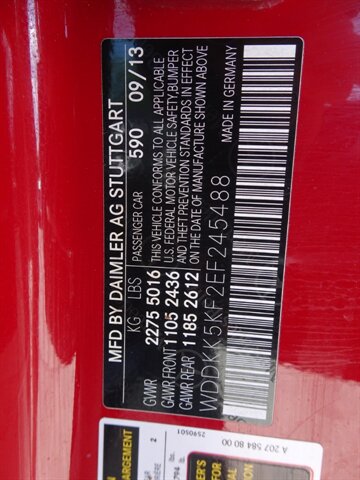 MFD BY DAIMLER AG STUTTGART
KG LBS PASSENGER CAR 590 09/13
GVWR 2275 5016 THIS VEHICLE CONFORMS TO ALL APPLICABLE
GAWR FRONT 1105 2436 U.S. FEDERAL MOTOR VEHICLE SAFETY, BUMPER
GAWR REAR 1185 2612 AND THEFT PREVENTION STANDARDS IN EFFECT
ON THE DATE OF MANUFACTURE SHOWN ABOVE
WDDKK5KF2EF245488 MADE IN GERMANY
2590501
A 207 584 80 00
2